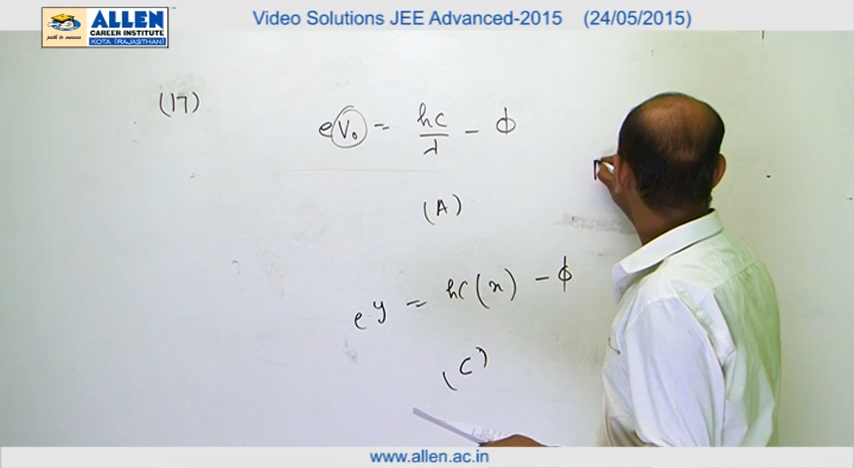 ALLEN
CAREER INSTITUTE
KOTA (RAJASTHAN)
path to success
Video Solutions JEE Advanced-2015 (24/05/2015)
(17)
eV₀ = hc/λ - ϕ
(A)
ey = hc(x) - ϕ
(C)
www.allen.ac.in